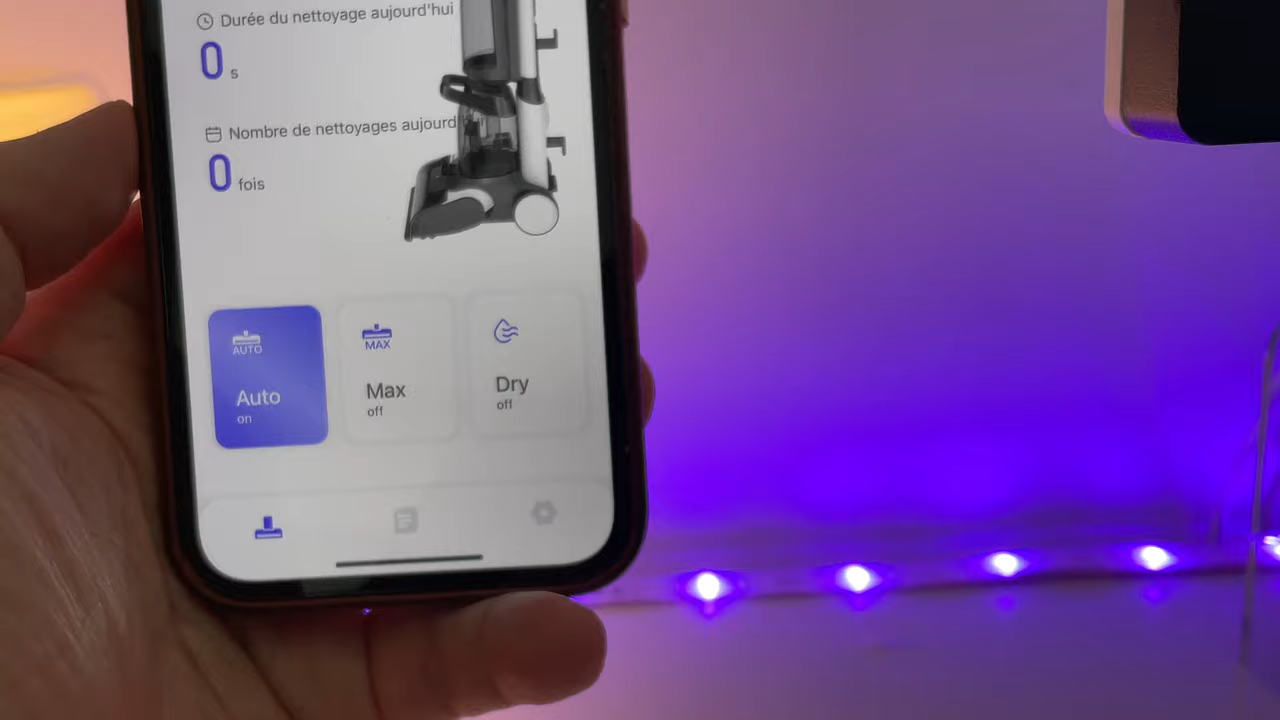 Durée du nettoyage aujourd'hui
0 s
Nombre de nettoyages aujourd
0 fois
AUTO
Auto
on
MAX
Max
off
Dry
off